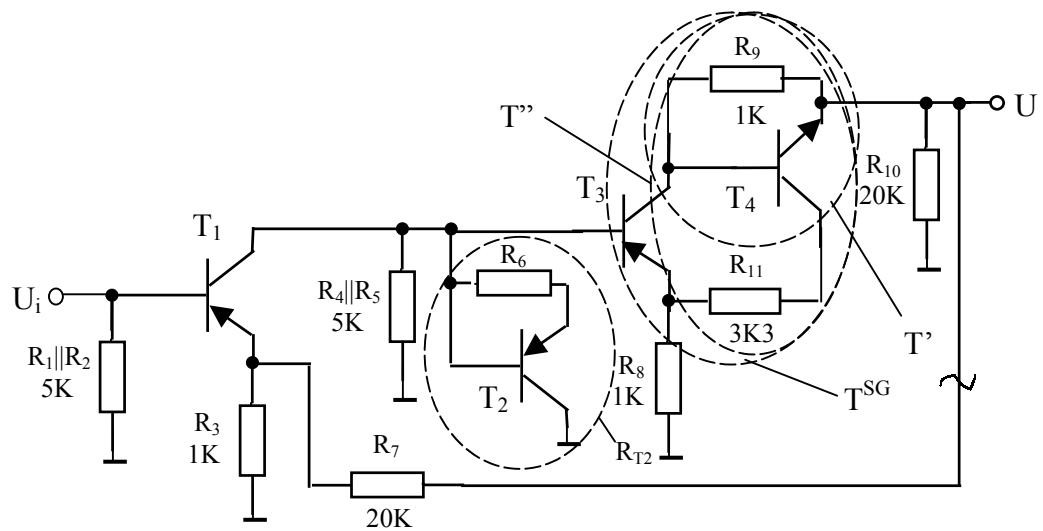 R₉
1K
U
T”
T₃
T₄
R₁₀
20K
T₁
R₆
R₁₁
3K3
Uᵢ
R₁||R₂
5K
R₄||R₅
5K
T₂
R₈
1K
T’
Tˢᴳ
R₃
1K
R₇
20K
R_T2